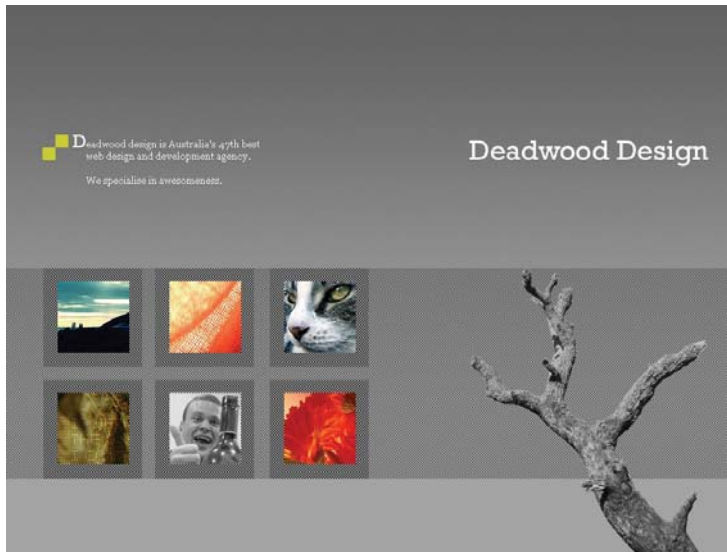 Deadwood design is Australia's 47th best
web design and development agency.
We specialise in awesomeness.
Deadwood Design